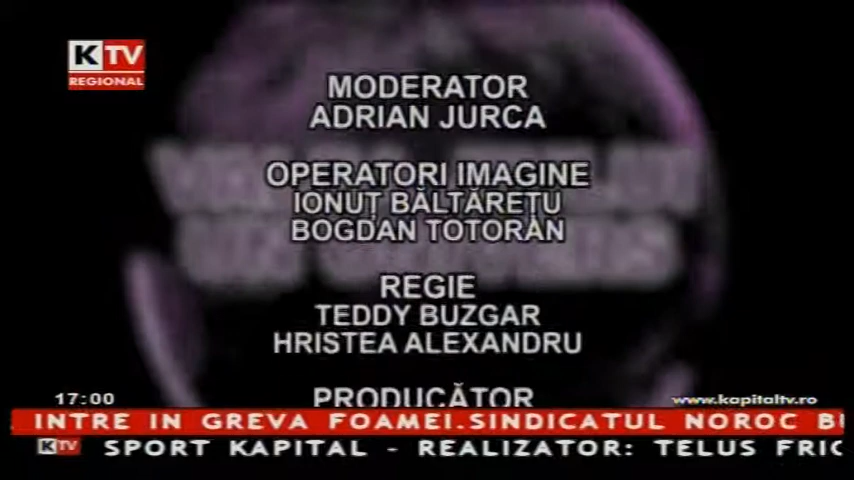 KTV
REGIONAL
MODERATOR
ADRIAN JURCA
OPERATORI IMAGINE
IONUȚ BĂLTĂREȚU
BOGDAN TOTORAN
REGIE
TEDDY BUZGAR
HRISTEA ALEXANDRU
PRODUCĂTOR
17:00
www.kapitaltv.ro
INTRE IN GREVA FOAMEI.SINDICATUL NOROC
KTV SPORT KAPITAL - REALIZATOR: TELUS